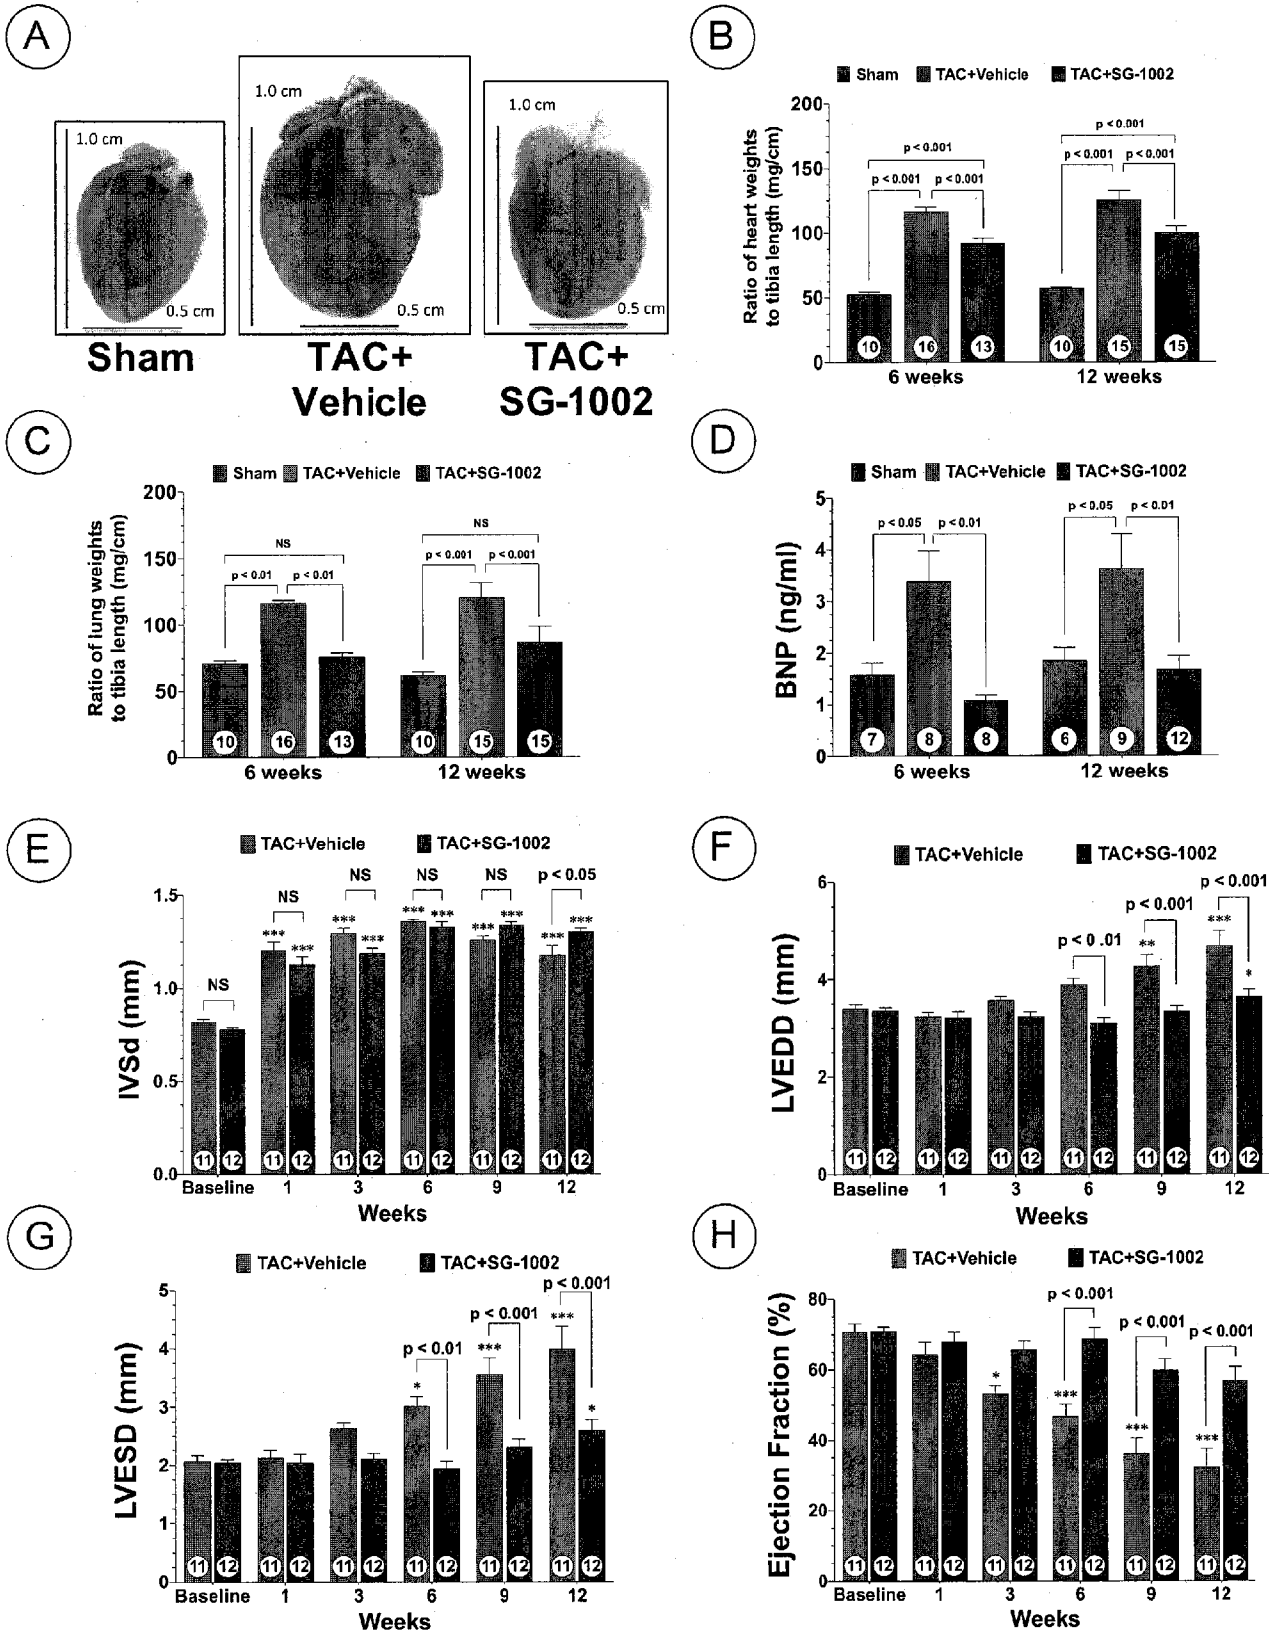 A
1.0 cm
0.5 cm
Sham
1.0 cm
0.5 cm
TAC+
Vehicle
1.0 cm
0.5 cm
TAC+
SG-1002
B
Sham TAC+Vehicle TAC+SG-1002
Ratio of heart weights
to tibia length (mg/cm)
200
150
100
50
0
p < 0.001
p < 0.001 p < 0.001
p < 0.001
p < 0.001 p < 0.001
10 16 13 10 15 15
6 weeks 12 weeks
C
Sham TAC+Vehicle TAC+SG-1002
Ratio of lung weights
to tibia length (mg/cm)
200
150
100
50
0
NS
p < 0.01 p < 0.01
NS
p < 0.001 p < 0.001
10 16 13 10 15 15
6 weeks 12 weeks
D
Sham TAC+Vehicle TAC+SG-1002
BNP (ng/ml)
5
4
3
2
1
0
p < 0.05 p < 0.01
p < 0.05 p < 0.01
7 8 8 6 9 12
6 weeks 12 weeks
E
TAC+Vehicle TAC+SG-1002
IVSd (mm)
1.5
1.0
0.5
0.0
NS NS NS NS NS p < 0.05
*** *** *** *** *** *** *** *** *** ***
11 12 11 12 11 12 11 12 11 12 11 12
Baseline 1 3 6 9 12
Weeks
F
TAC+Vehicle TAC+SG-1002
LVEDD (mm)
6
4
2
0
p < 0 .01 p < 0.001 p < 0.001
** *** *
11 12 11 12 11 12 11 12 11 12 11 12
Baseline 1 3 6 9 12
Weeks
G
TAC+Vehicle TAC+SG-1002
LVESD (mm)
5
4
3
2
1
0
p < 0.01 p < 0.001 p < 0.001
* *** *** *
11 12 11 12 11 12 11 12 11 12 11 12
Baseline 1 3 6 9 12
Weeks
H
TAC+Vehicle TAC+SG-1002
Ejection Fraction (%)
80
60
40
20
0
p < 0.001 p < 0.001 p < 0.001
* *** *** ***
11 12 11 12 11 12 11 12 11 12 11 12
Baseline 1 3 6 9 12
Weeks